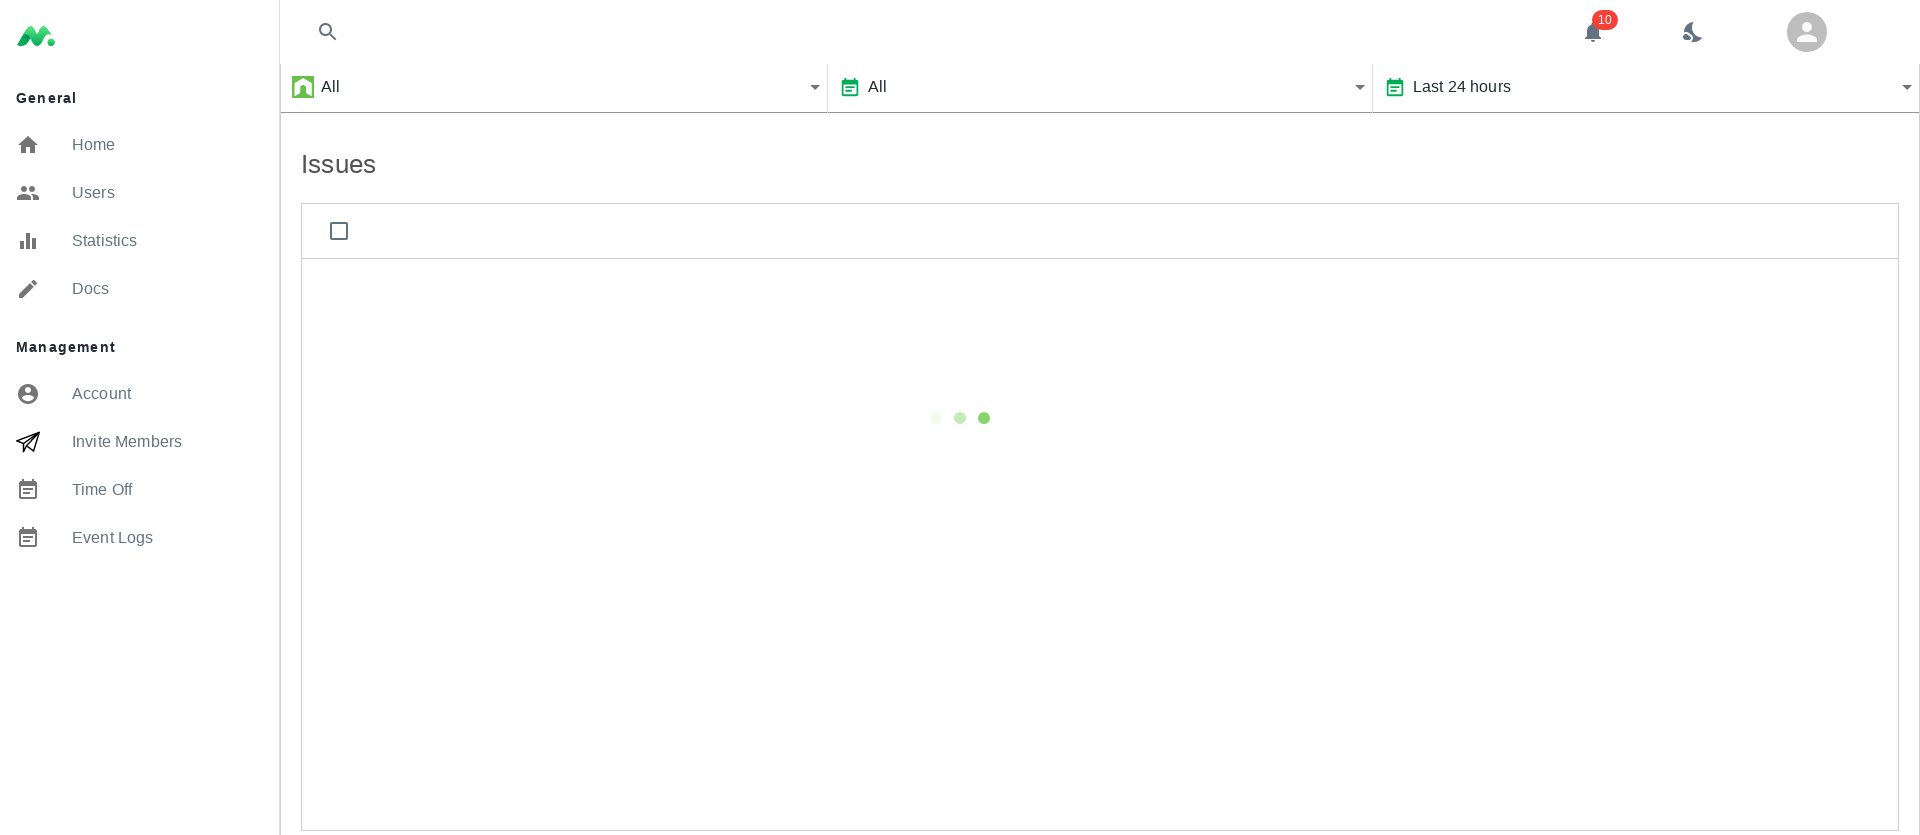 10
All
All
Last 24 hours
General
Home
Users
Statistics
Docs
Management
Account
Invite Members
Time Off
Event Logs
Issues